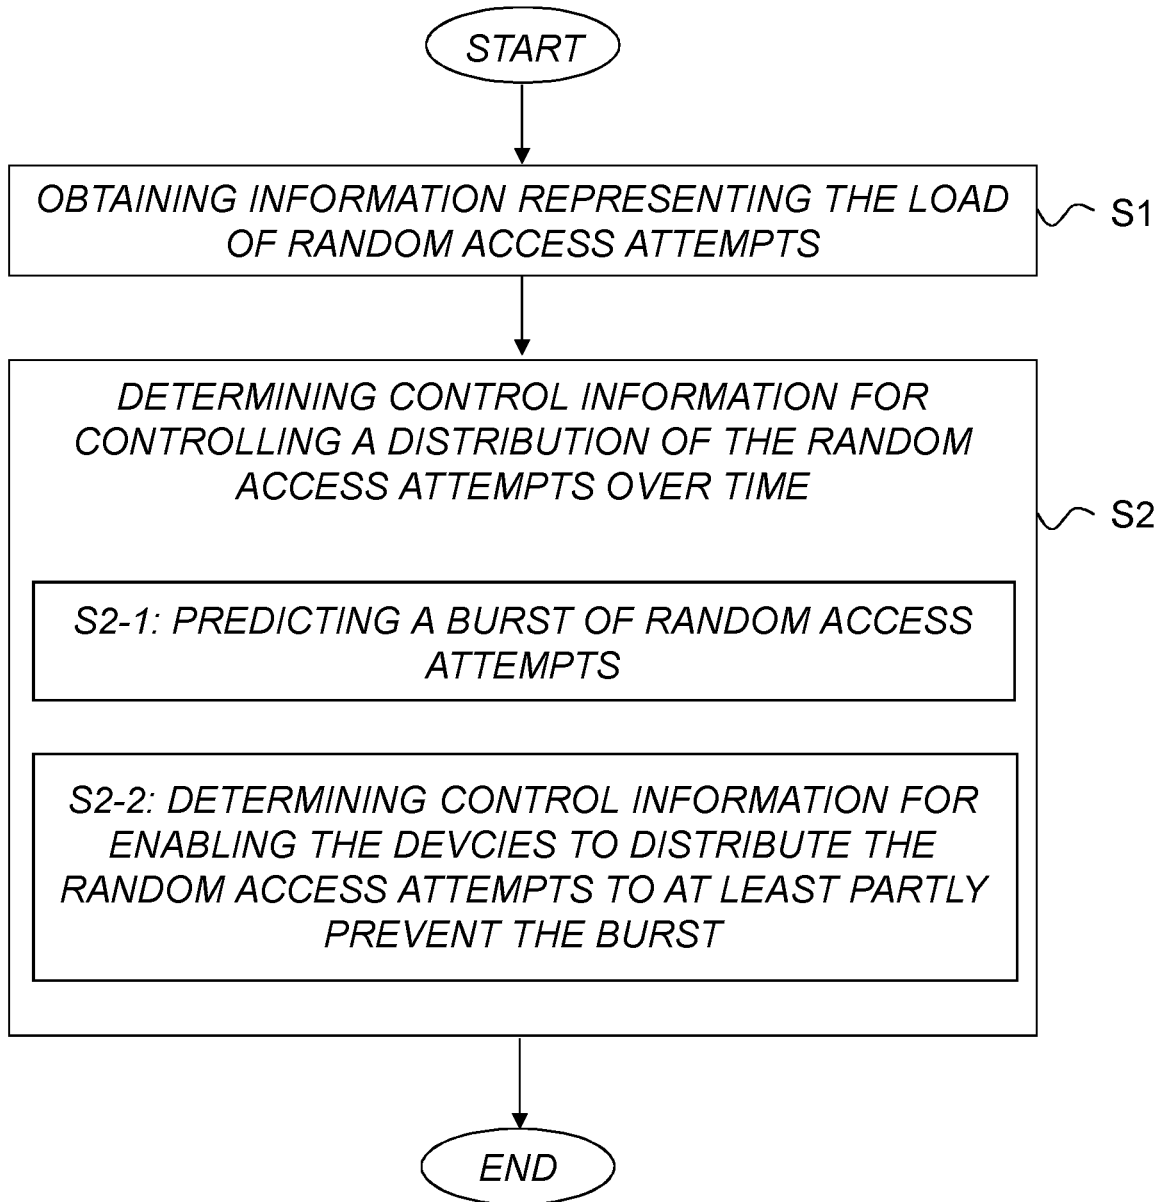 START
OBTAINING INFORMATION REPRESENTING THE LOAD
OF RANDOM ACCESS ATTEMPTS
S1
DETERMINING CONTROL INFORMATION FOR
CONTROLLING A DISTRIBUTION OF THE RANDOM
ACCESS ATTEMPTS OVER TIME
S2
S2-1: PREDICTING A BURST OF RANDOM ACCESS
ATTEMPTS
S2-2: DETERMINING CONTROL INFORMATION FOR
ENABLING THE DEVCIES TO DISTRIBUTE THE
RANDOM ACCESS ATTEMPTS TO AT LEAST PARTLY
PREVENT THE BURST
END